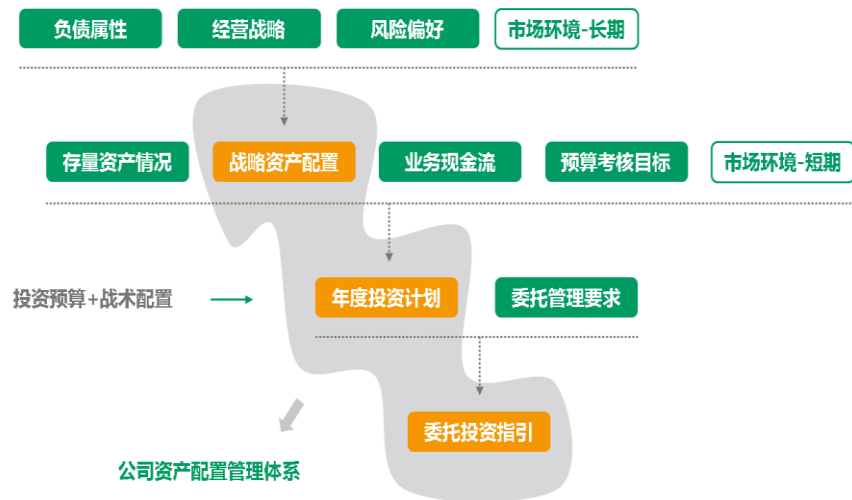 负债属性
经营战略
风险偏好
市场环境-长期
存量资产情况
战略资产配置
业务现金流
预算考核目标
市场环境-短期
投资预算+战术配置
年度投资计划
委托管理要求
委托投资指引
公司资产配置管理体系